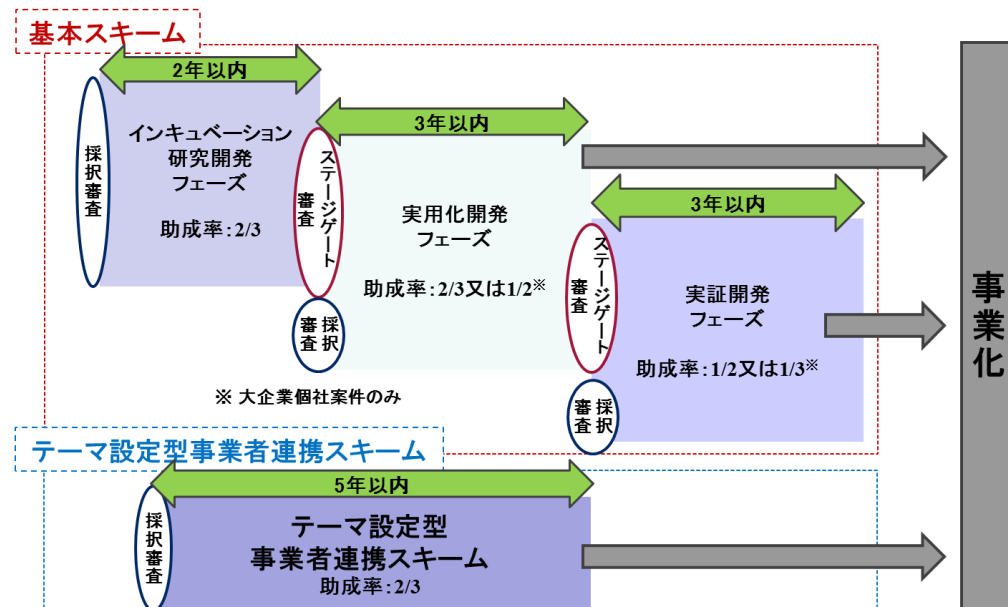 基本スキーム
2年以内
採択審査
インキュベーション
研究開発
フェーズ
助成率:2/3
3年以内
ステージゲート
審査
採択
審査
実用化開発
フェーズ
助成率:2/3又は1/2※
3年以内
ステージゲート
審査
採択
審査
実証開発
フェーズ
助成率:1/2又は1/3※
※ 大企業個社案件のみ
事業化
テーマ設定型事業者連携スキーム
5年以内
採択審査
テーマ設定型
事業者連携スキーム
助成率:2/3